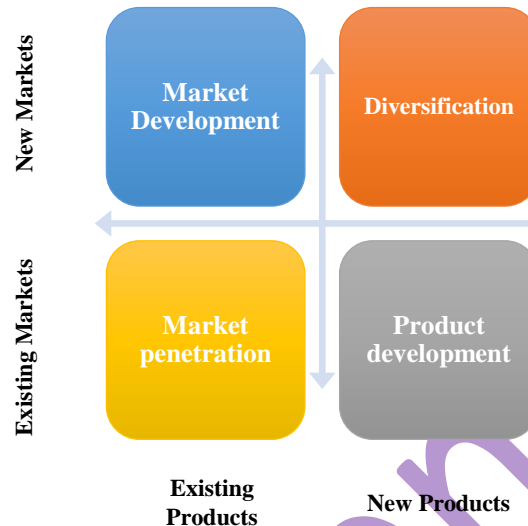 New Markets
Market
Development
Diversification
Existing Markets
Market
penetration
Product
development
Existing
Products
New Products